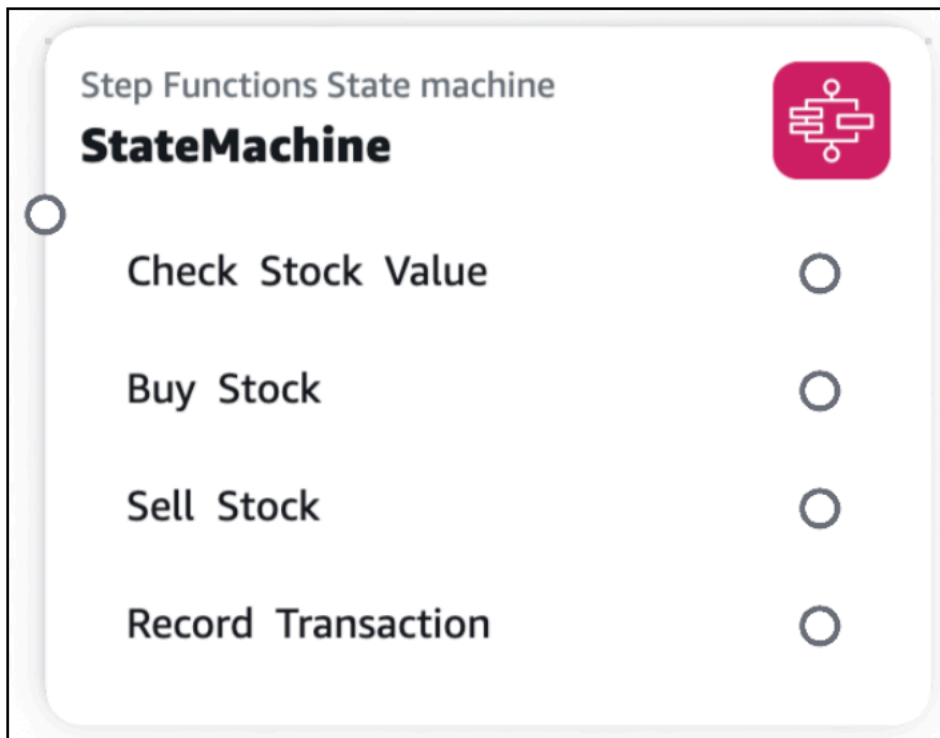 Step Functions State machine
StateMachine
Check Stock Value
Buy Stock
Sell Stock
Record Transaction